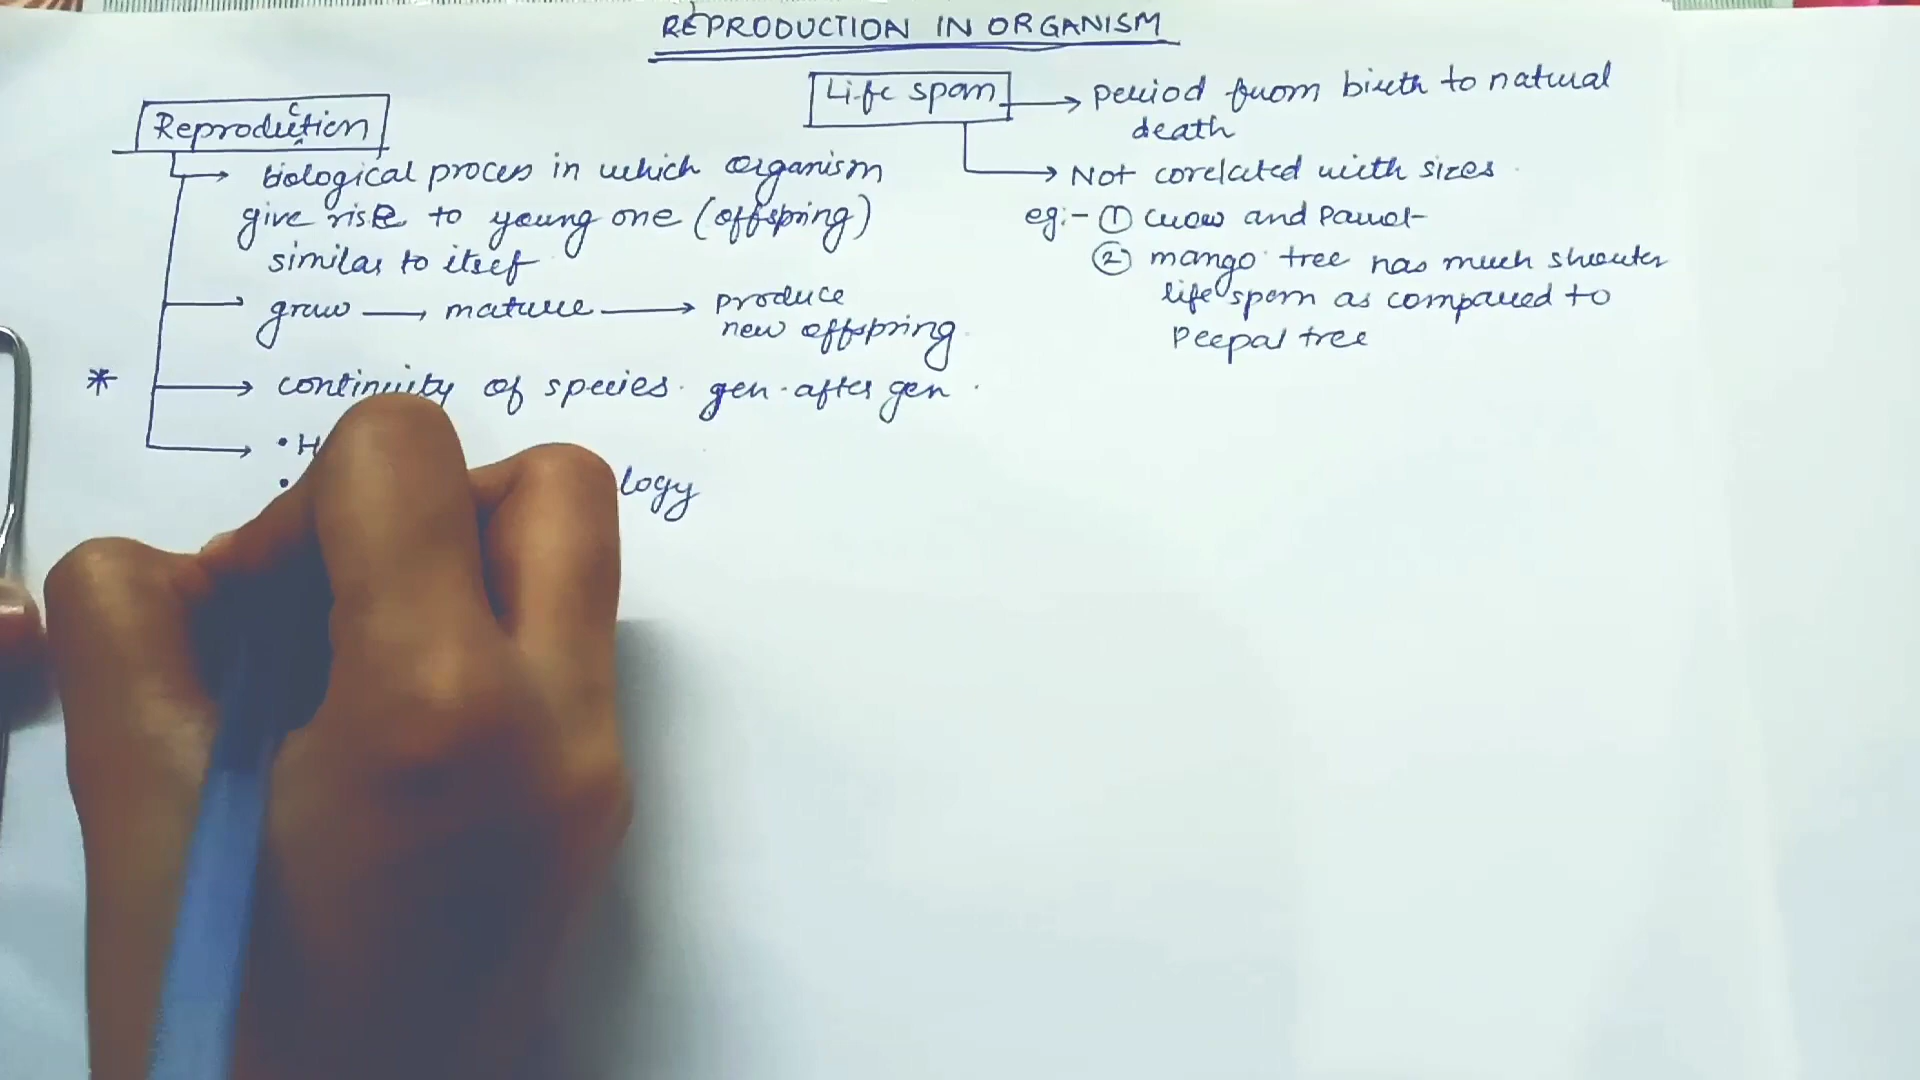 REPRODUCTION IN ORGANISM
Reproduction
biological proces in which organism
give rise to young one (offspring)
similar to itsef
grow → mature → produce
new offspring.
* → continuity of species. gen. after gen.
• H
• logy
Life span → period from birth to natural
death
→ Not corelated with sizes.
eg:- ① crow and Parrot
② mango tree has much shorter
life span as compared to
Peepal tree